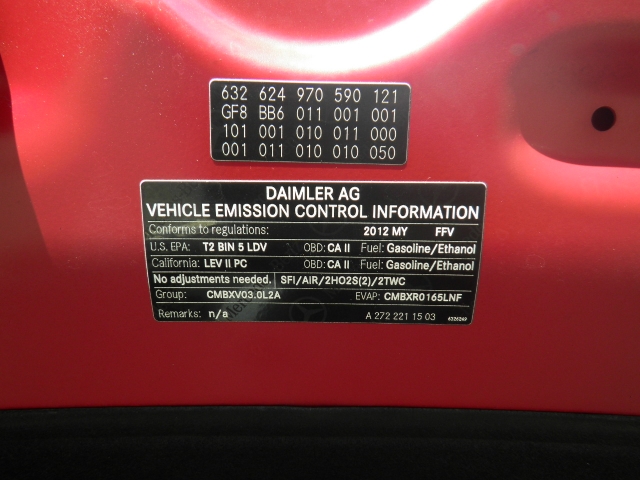 632 624 970 590 121
GF8 BB6 011 001 001
101 001 010 011 000
001 011 010 010 050
DAIMLER AG
VEHICLE EMISSION CONTROL INFORMATION
Conforms to regulations: 2012 MY FFV
U.S. EPA: T2 BIN 5 LDV OBD: CA II Fuel: Gasoline/Ethanol
California: LEV II PC OBD: CA II Fuel: Gasoline/Ethanol
No adjustments needed. SFI/AIR/2HO2S(2)/2TWC
Group: CMBXV03.0L2A EVAP: CMBXR0165LNF
Remarks: n/a A 272 221 15 03